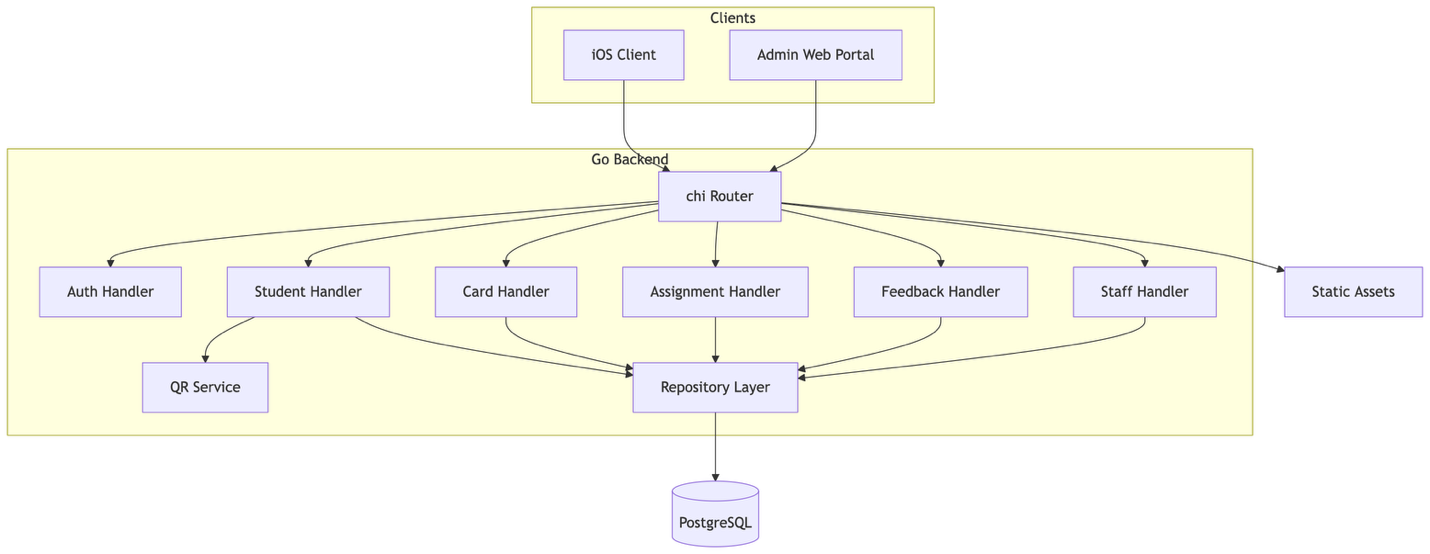 Clients
iOS Client
Admin Web Portal
Go Backend
chi Router
Auth Handler
Student Handler
Card Handler
Assignment Handler
Feedback Handler
Staff Handler
Static Assets
QR Service
Repository Layer
PostgreSQL